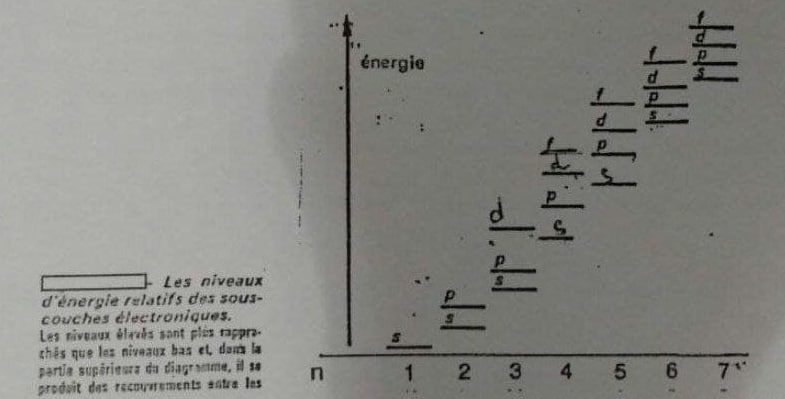 énergie
f
d
p
s
f
d
p
s
f
d
p
s
f
d
p
s
d
p
s
p
s
s
n 1 2 3 4 5 6 7
- Les niveaux
d'énergie relatifs des sous-
couches électroniques.
Les niveaux élevés sont plus rappro-
chés que les niveaux bas et, dans la
partie supérieure du diagramme, il se
produit des recouvrements entre les